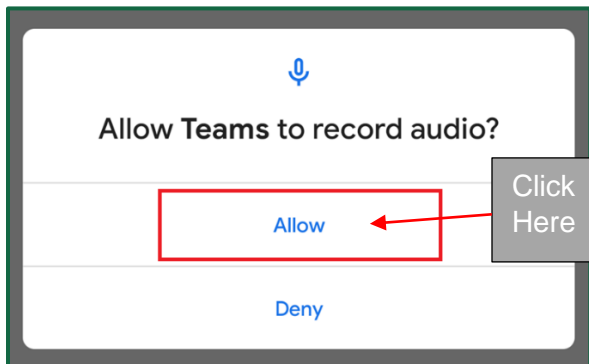 Allow Teams to record audio?
Click
Here
Allow
Deny